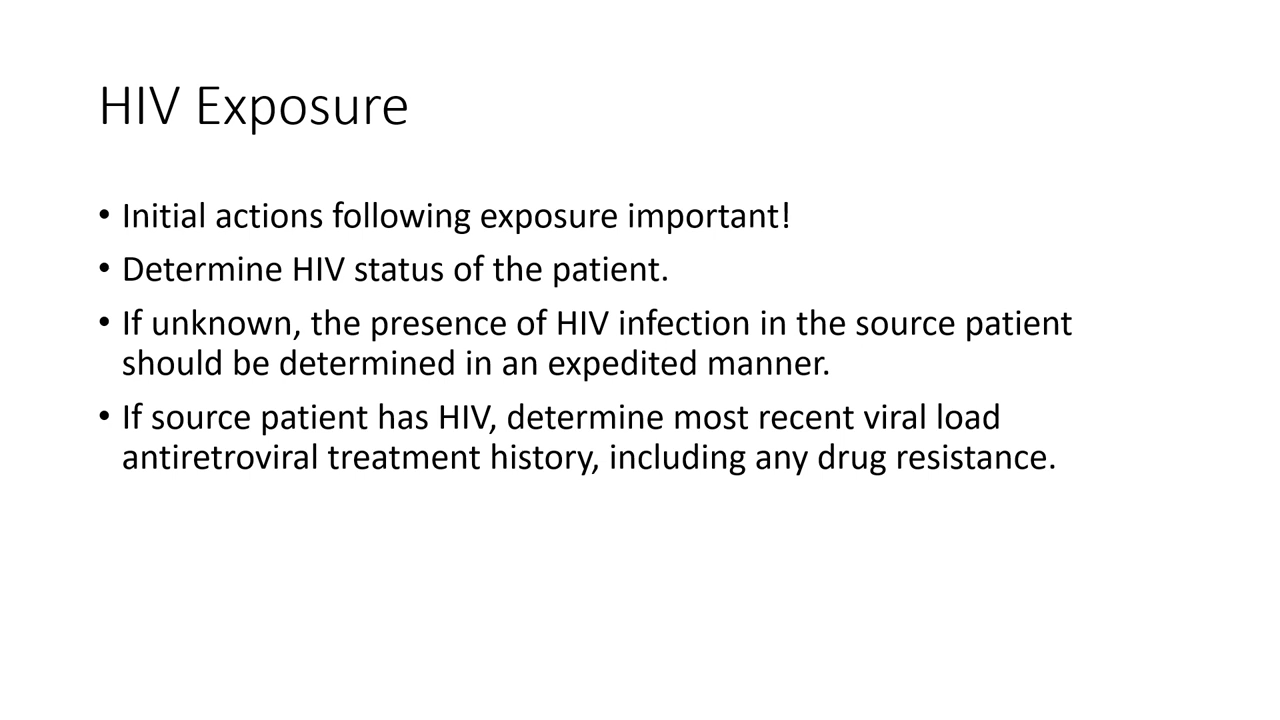 HIV Exposure
• Initial actions following exposure important!
• Determine HIV status of the patient.
• If unknown, the presence of HIV infection in the source patient
should be determined in an expedited manner.
• If source patient has HIV, determine most recent viral load
antiretroviral treatment history, including any drug resistance.